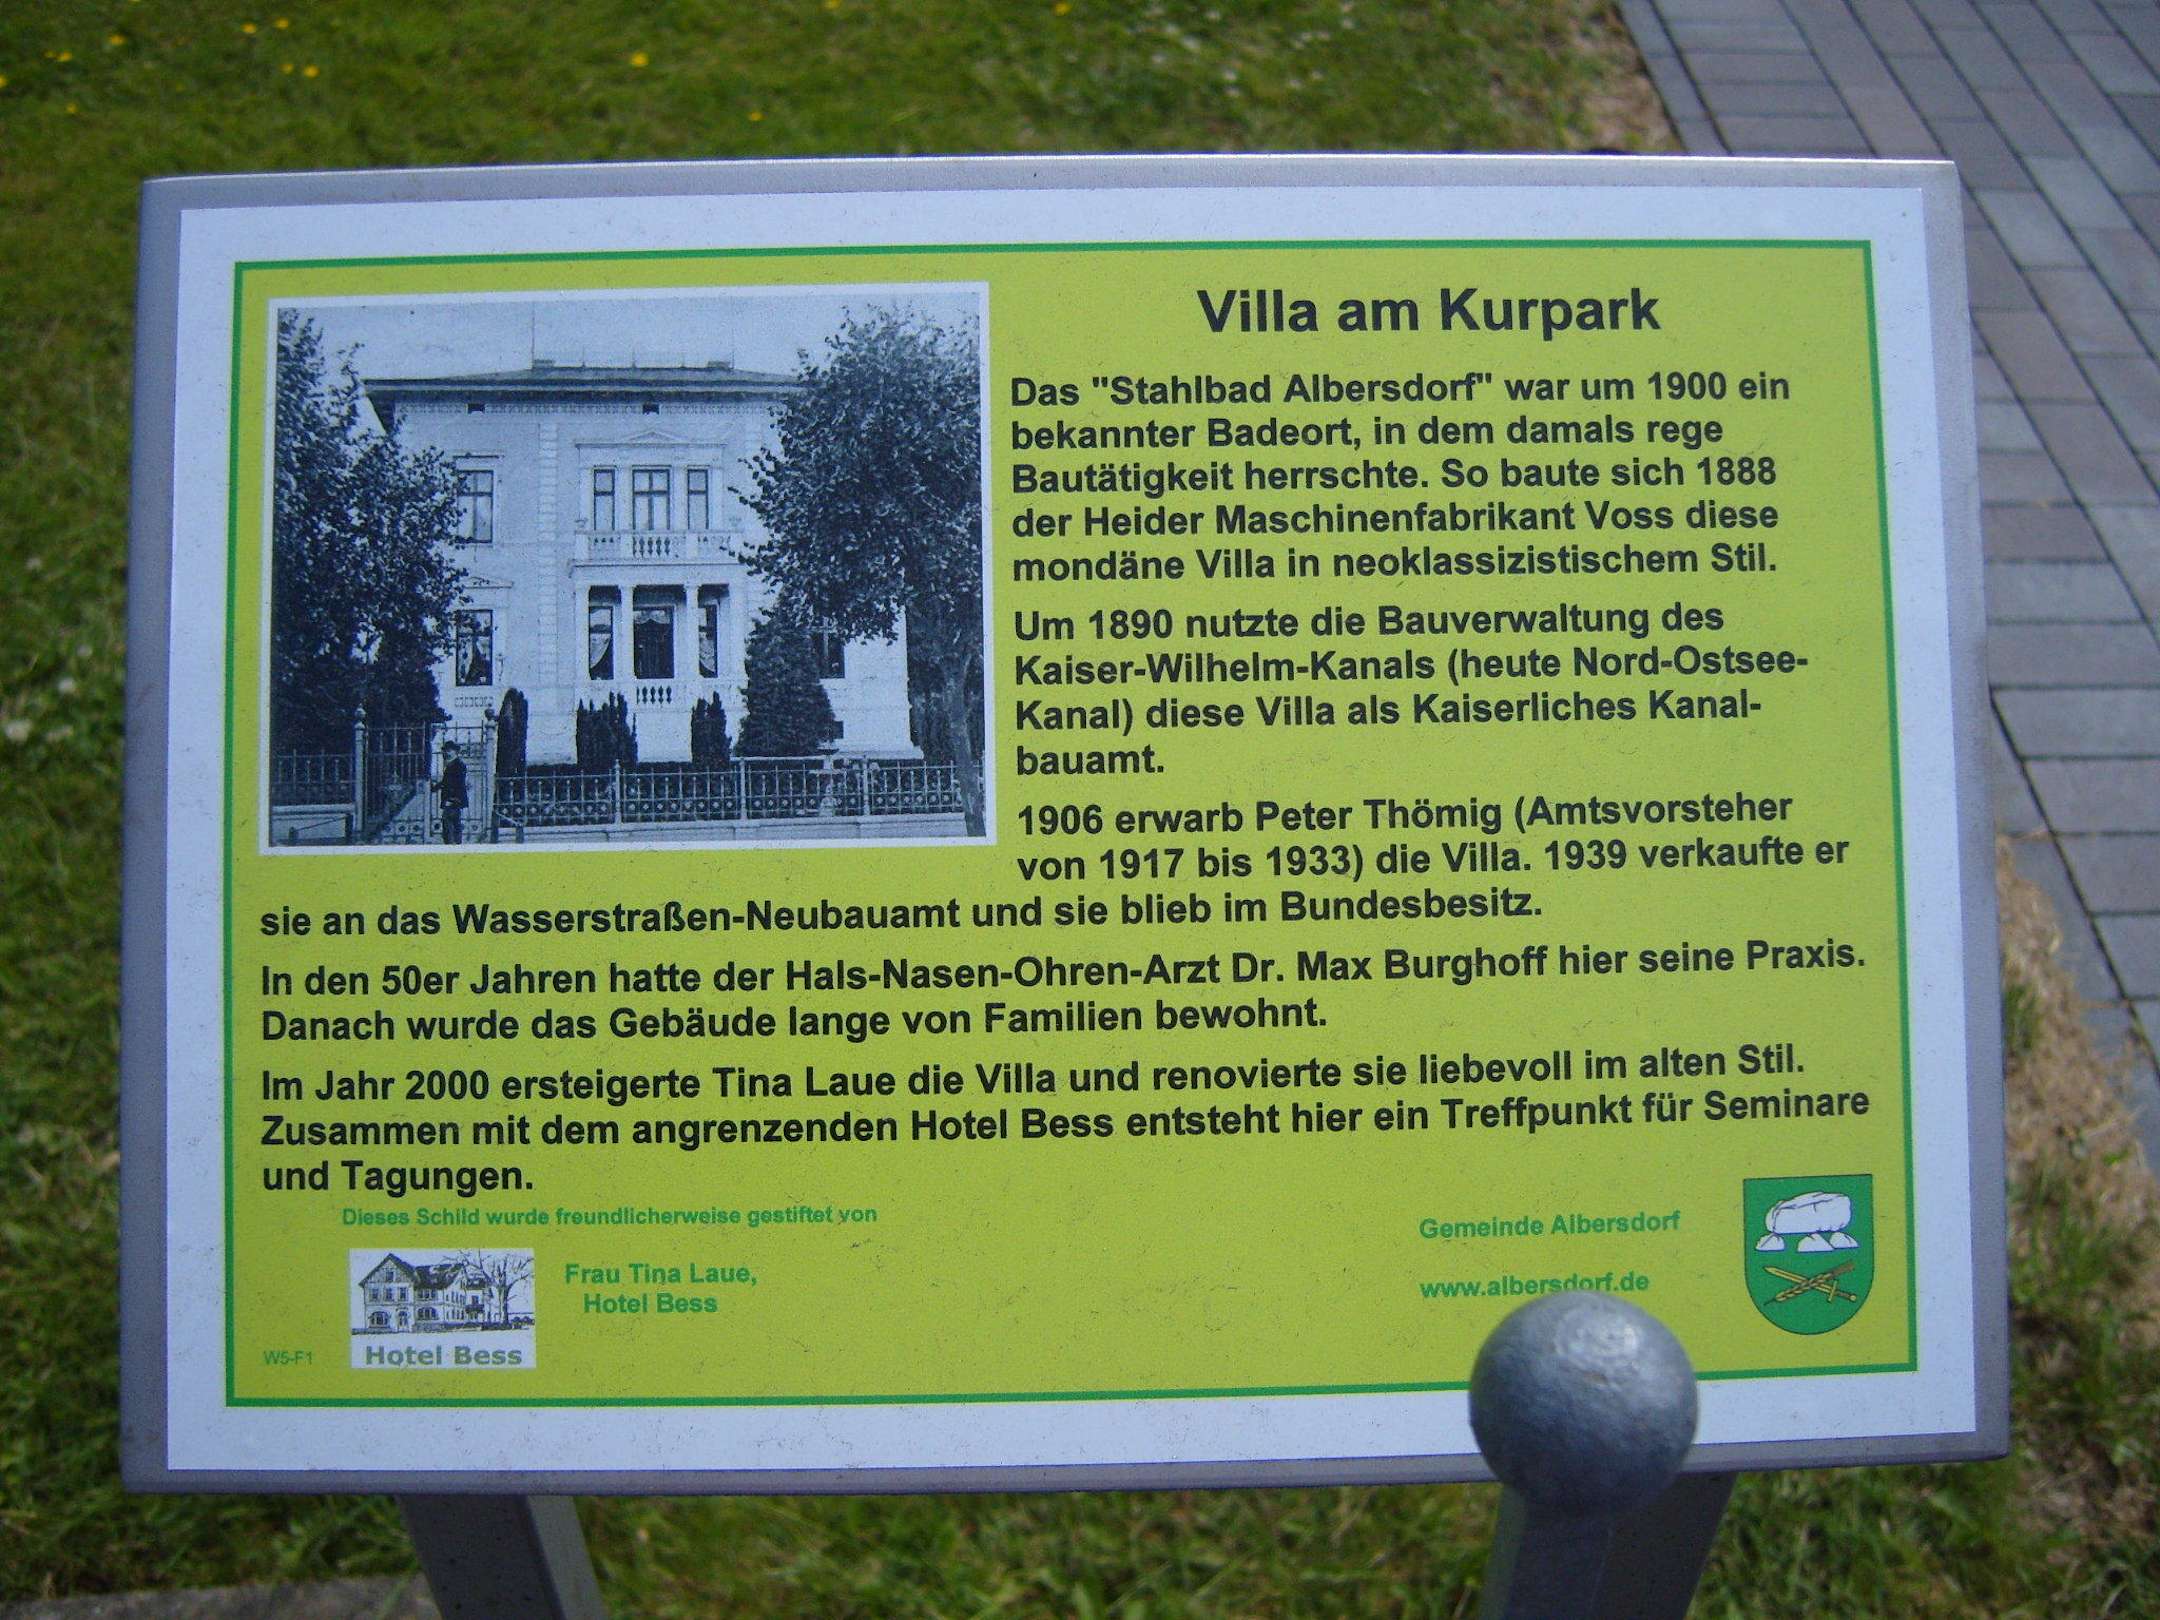 Villa am Kurpark
Das "Stahlbad Albersdorf" war um 1900 ein
bekannter Badeort, in dem damals rege
Bautätigkeit herrschte. So baute sich 1888
der Heider Maschinenfabrikant Voss diese
mondäne Villa in neoklassizistischem Stil.
Um 1890 nutzte die Bauverwaltung des
Kaiser-Wilhelm-Kanals (heute Nord-Ostsee-
Kanal) diese Villa als Kaiserliches Kanal-
bauamt.
1906 erwarb Peter Thömig (Amtsvorsteher
von 1917 bis 1933) die Villa. 1939 verkaufte er
sie an das Wasserstraßen-Neubauamt und sie blieb im Bundesbesitz.
In den 50er Jahren hatte der Hals-Nasen-Ohren-Arzt Dr. Max Burghoff hier seine Praxis.
Danach wurde das Gebäude lange von Familien bewohnt.
Im Jahr 2000 ersteigerte Tina Laue die Villa und renovierte sie liebevoll im alten Stil.
Zusammen mit dem angrenzenden Hotel Bess entsteht hier ein Treffpunkt für Seminare
und Tagungen.
Dieses Schild wurde freundlicherweise gestiftet von
Frau Tina Laue,
Hotel Bess
Hotel Bess
W5-F1
Gemeinde Albersdorf
www.albersdorf.de